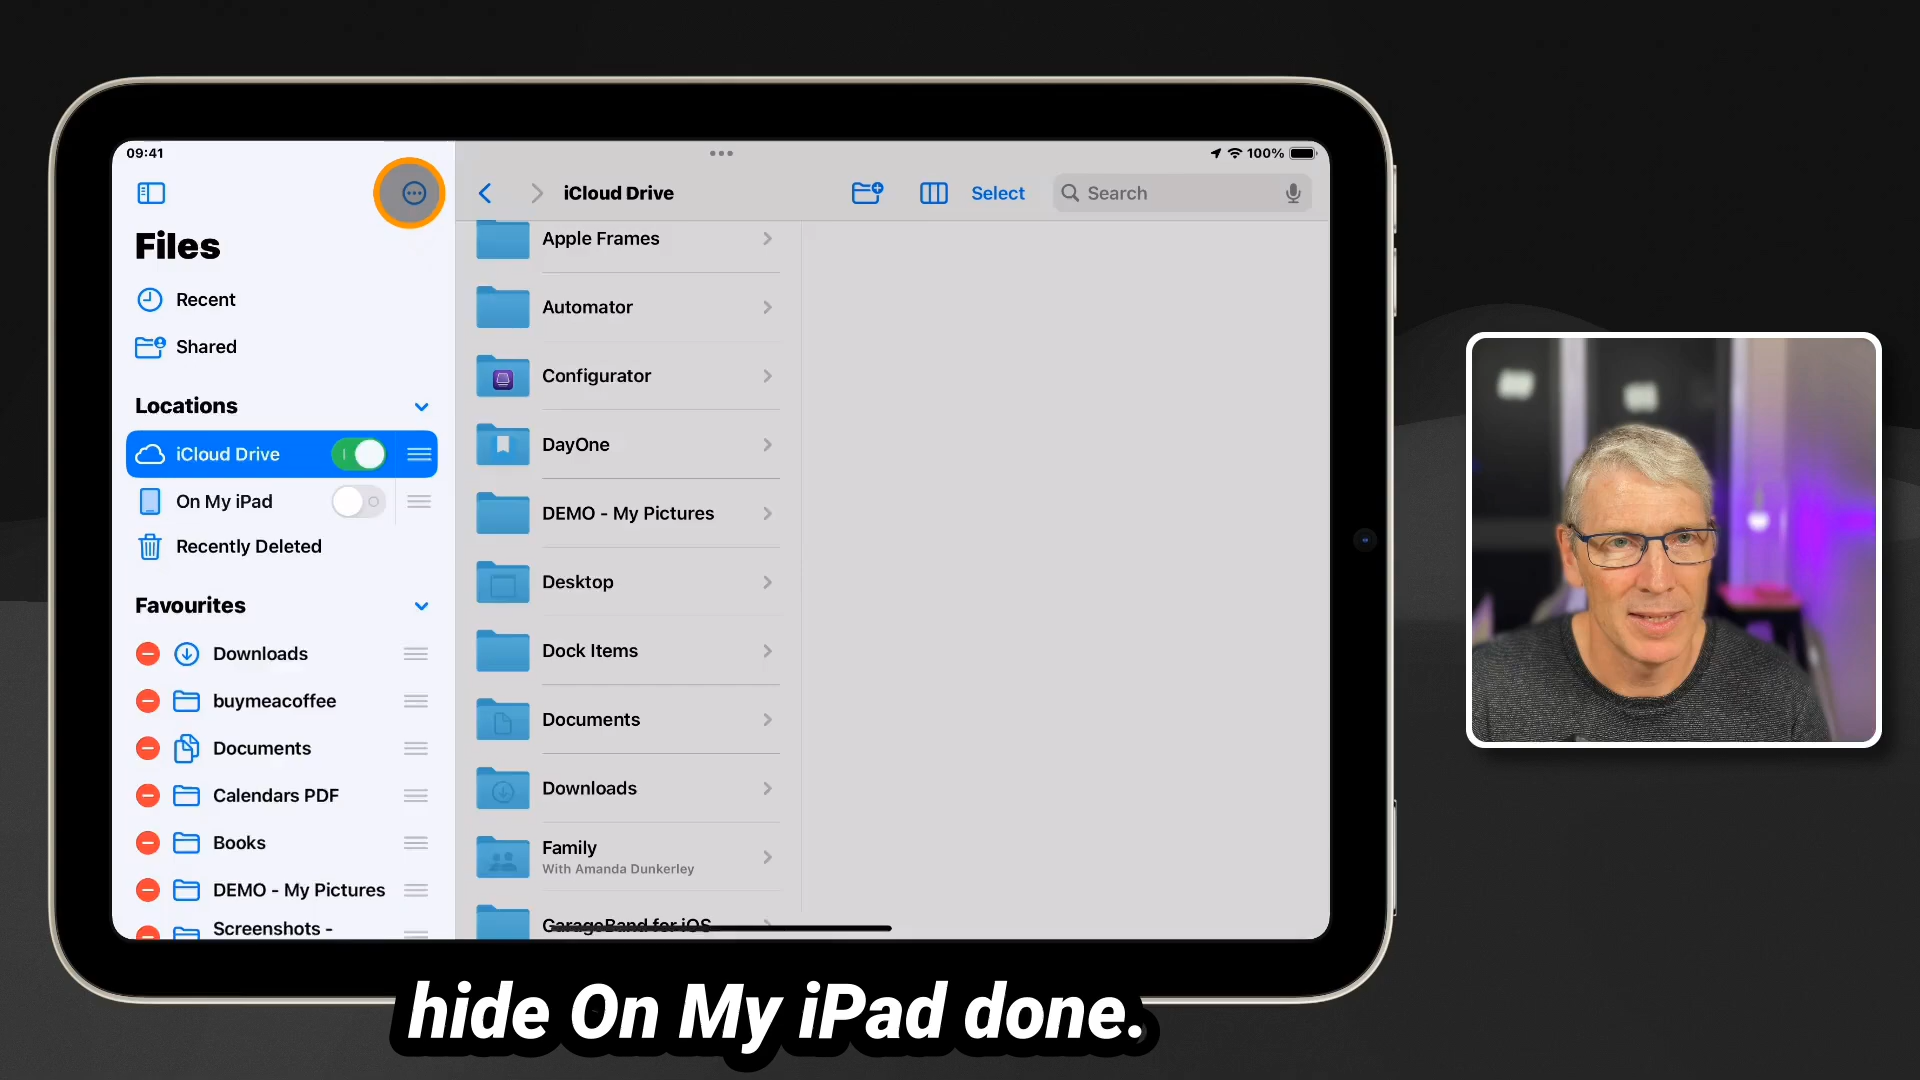 09:41
100%
Files
Recent
Shared
Locations
iCloud Drive
On My iPad
Recently Deleted
Favourites
Downloads
buymeacoffee
Documents
Calendars PDF
Books
DEMO - My Pictures
Screenshots -
iCloud Drive
Select
Search
Apple Frames
Automator
Configurator
DayOne
DEMO - My Pictures
Desktop
Dock Items
Documents
Downloads
Family
With Amanda Dunkerley
GarageBand for iOS
hide On My iPad done.